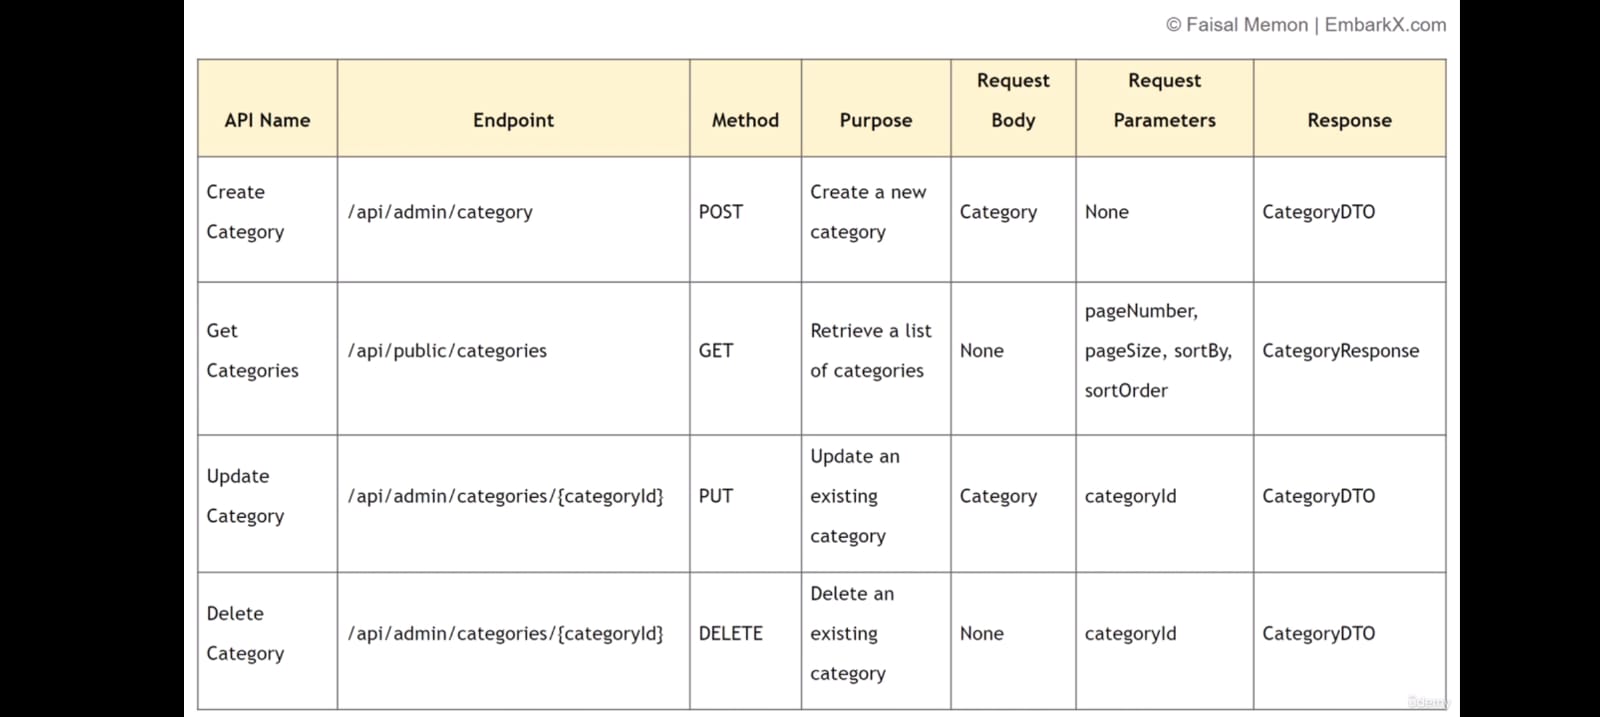 © Faisal Memon | EmbarkX.com
API Name
Endpoint
Method
Purpose
Request
Body
Request
Parameters
Response
Create
Category
/api/admin/category
POST
Create a new
category
Category
None
CategoryDTO
Get
Categories
/api/public/categories
GET
Retrieve a list
of categories
None
pageNumber,
pageSize, sortBy,
sortOrder
CategoryResponse
Update
Category
/api/admin/categories/{categoryId}
PUT
Update an
existing
category
Category
categoryId
CategoryDTO
Delete
Category
/api/admin/categories/{categoryId}
DELETE
Delete an
existing
category
None
categoryId
CategoryDTO
ûdemy